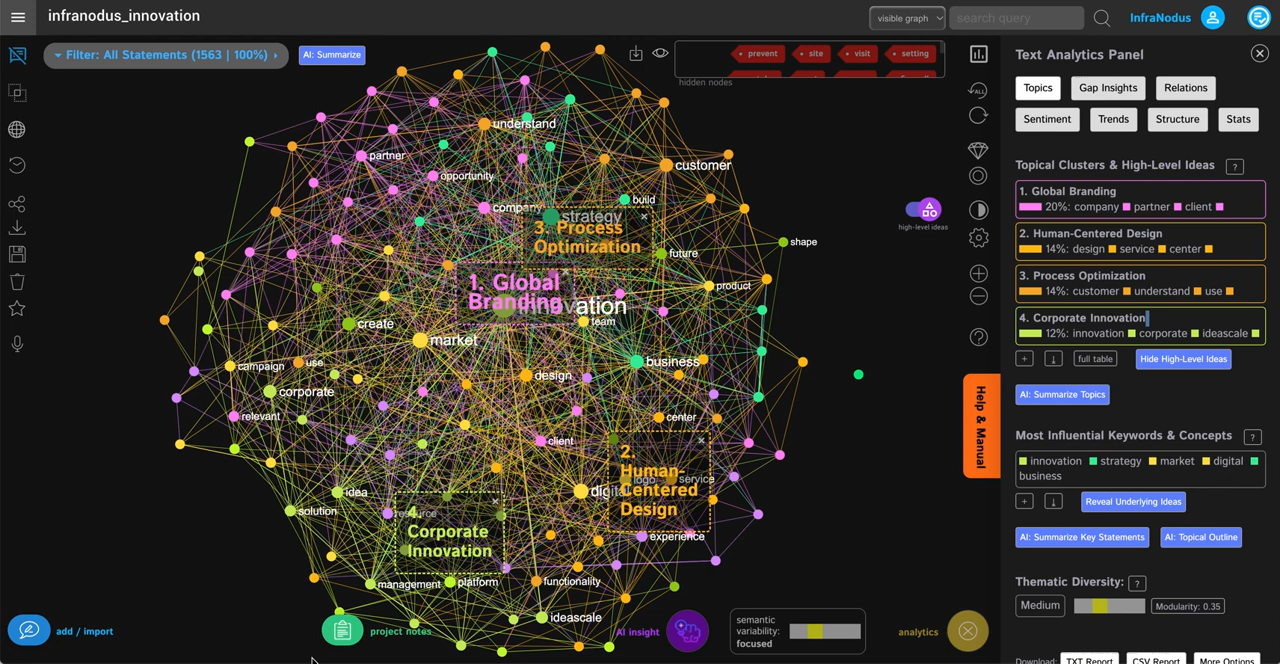 infranodus_innovation
visible graph
search query
InfraNodus
Filter: All Statements (1563 | 100%)
AI: Summarize
prevent
site
visit
setting
hidden nodes
understand
partner
customer
opportunity
company
build
strategy
3. Process
Optimization
future
shape
1. Global
Branding
innovation
product
team
create
market
business
use
campaign
design
corporate
relevant
center
client
2.
Human-
Centered
Design
logo
service
digital
idea
resource
solution
4.
Corporate
Innovation
experience
management
platform
functionality
ideascale
high-level ideas
Help & Manual
add / import
project notes
AI insight
semantic
variability:
focused
analytics
Text Analytics Panel
Topics
Gap Insights
Relations
Sentiment
Trends
Structure
Stats
Topical Clusters & High-Level Ideas ?
1. Global Branding
20%: company partner client
2. Human-Centered Design
14%: design service center
3. Process Optimization
14%: customer understand use
4. Corporate Innovation
12%: innovation corporate ideascale
+
↓
full table
Hide High-Level Ideas
AI: Summarize Topics
Most Influential Keywords & Concepts ?
innovation strategy market digital
business
+
↓
Reveal Underlying Ideas
AI: Summarize Key Statements
AI: Topical Outline
Thematic Diversity: ?
Medium
Modularity: 0.35
Download:
TXT Report
CSV Report
More Options